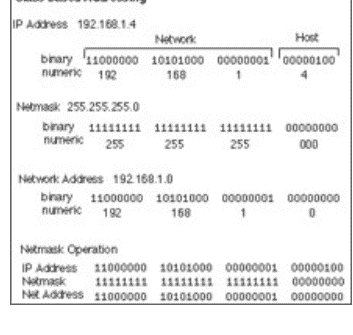 IP Address 192.168.1.4
Network Host
binary 11000000 10101000 00000001 00000100
numeric 192 168 1 4
Netmask 255.255.255.0
binary 11111111 11111111 11111111 00000000
numeric 255 255 255 000
Network Address 192.168.1.0
binary 11000000 10101000 00000001 00000000
numeric 192 168 1 0
Netmask Operation
IP Address 11000000 10101000 00000001 00000100
Netmask 11111111 11111111 11111111 00000000
Net Address 11000000 10101000 00000001 00000000